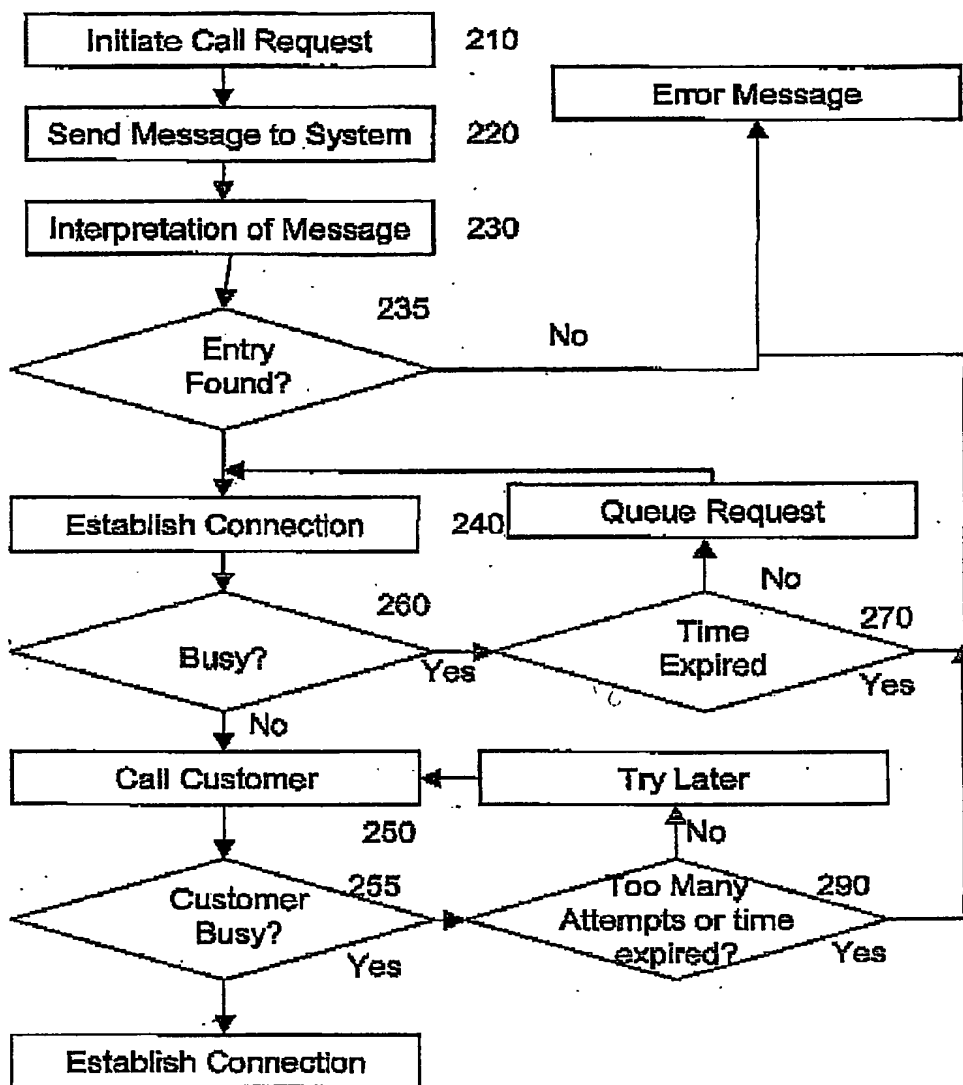 Initiate Call Request
210
Error Message
Send Message to System
220
Interpretation of Message
230
235
Entry
Found?
No
Establish Connection
240
Queue Request
No
260
Busy?
Yes
270
Time
Expired
Yes
No
Call Customer
Try Later
250
No
255
Customer
Busy?
Yes
Too Many
Attempts or time
expired?
290
Yes
Establish Connection